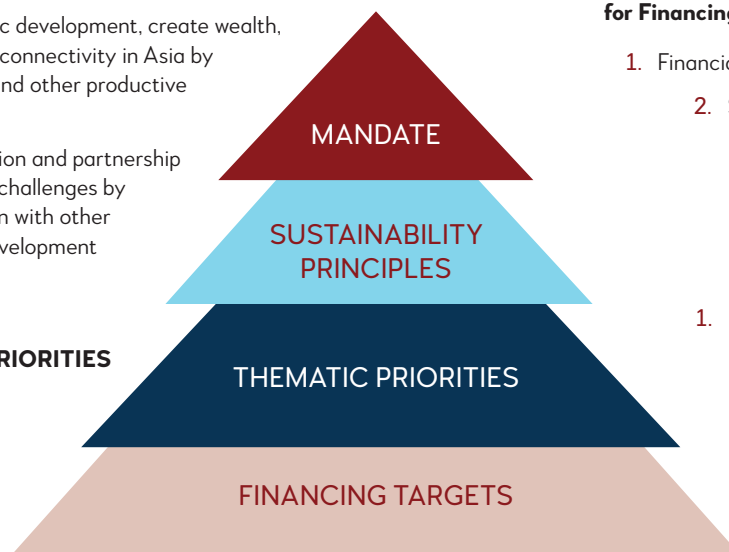 c development, create wealth,
connectivity in Asia by
nd other productive
ion and partnership
challenges by
n with other
velopment
RIORITIES
MANDATE
SUSTAINABILITY
PRINCIPLES
THEMATIC PRIORITIES
FINANCING TARGETS
for Financing
1. Financi
2.
1.